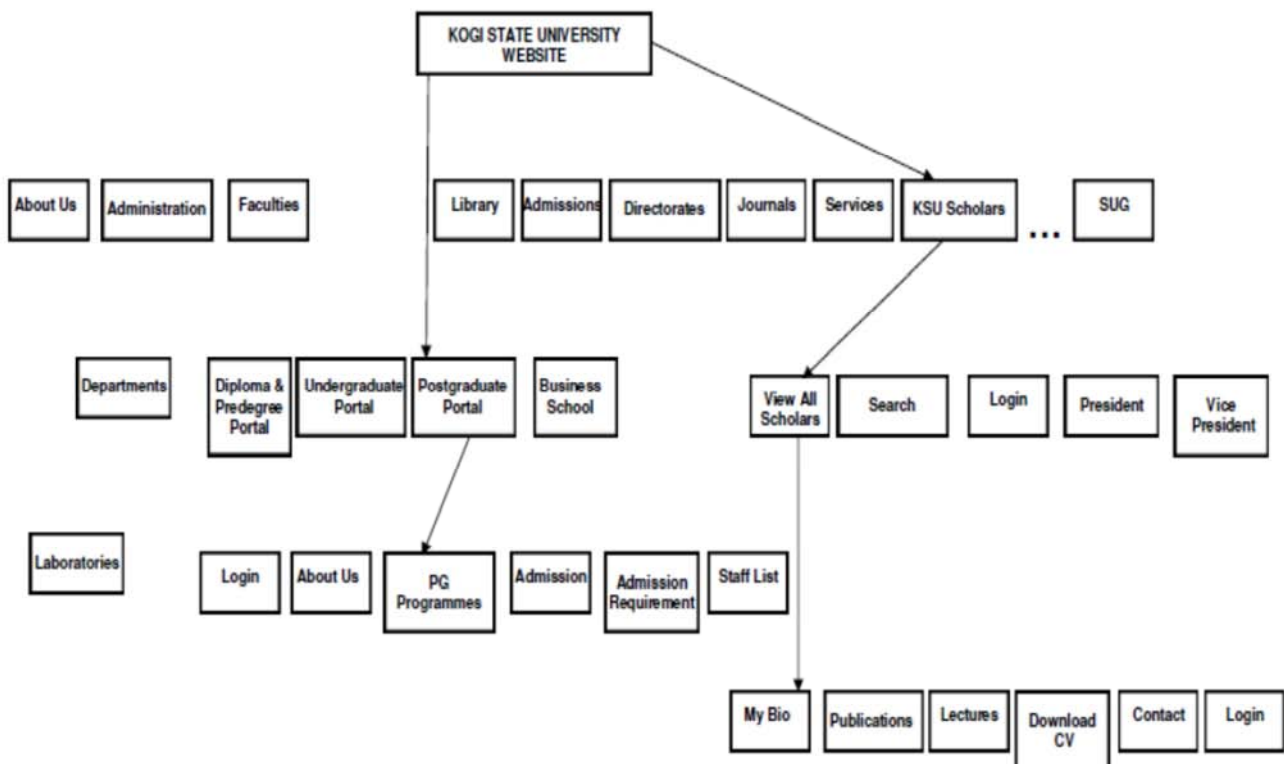 KOGI STATE UNIVERSITY
WEBSITE
About Us
Administration
Faculties
Library
Admissions
Directorates
Journals
Services
KSU Scholars
...
SUG
Departments
Diploma &
Predegree
Portal
Undergraduate
Portal
Postgraduate
Portal
Business
School
View All
Scholars
Search
Login
President
Vice
President
Laboratories
Login
About Us
PG
Programmes
Admission
Admission
Requirement
Staff List
My Bio
Publications
Lectures
Download
CV
Contact
Login